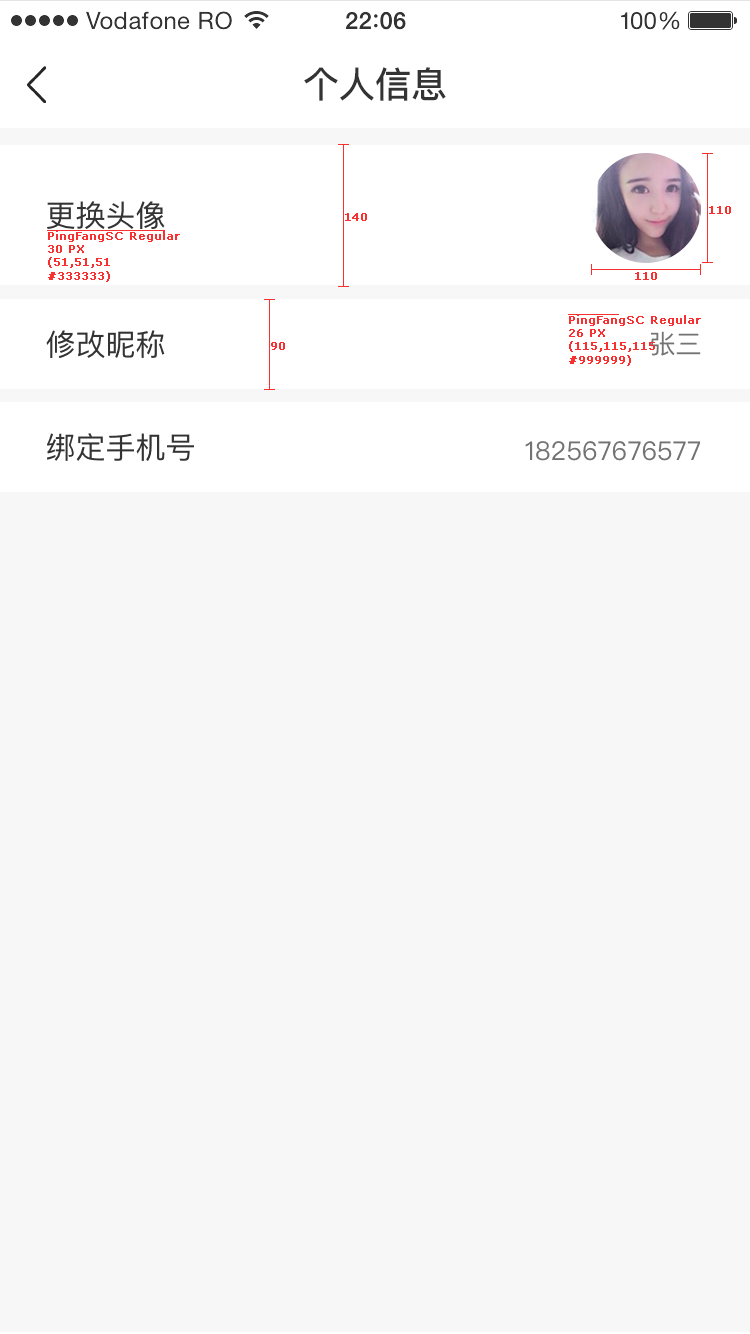 Vodafone RO 22:06 100%
个人信息
更换头像
PingFangSC Regular
30 PX
(51,51,51
#333333)
140
110
110
修改昵称
90
PingFangSC Regular
26 PX
(115,115,115
#999999)
张三
绑定手机号
182567676577